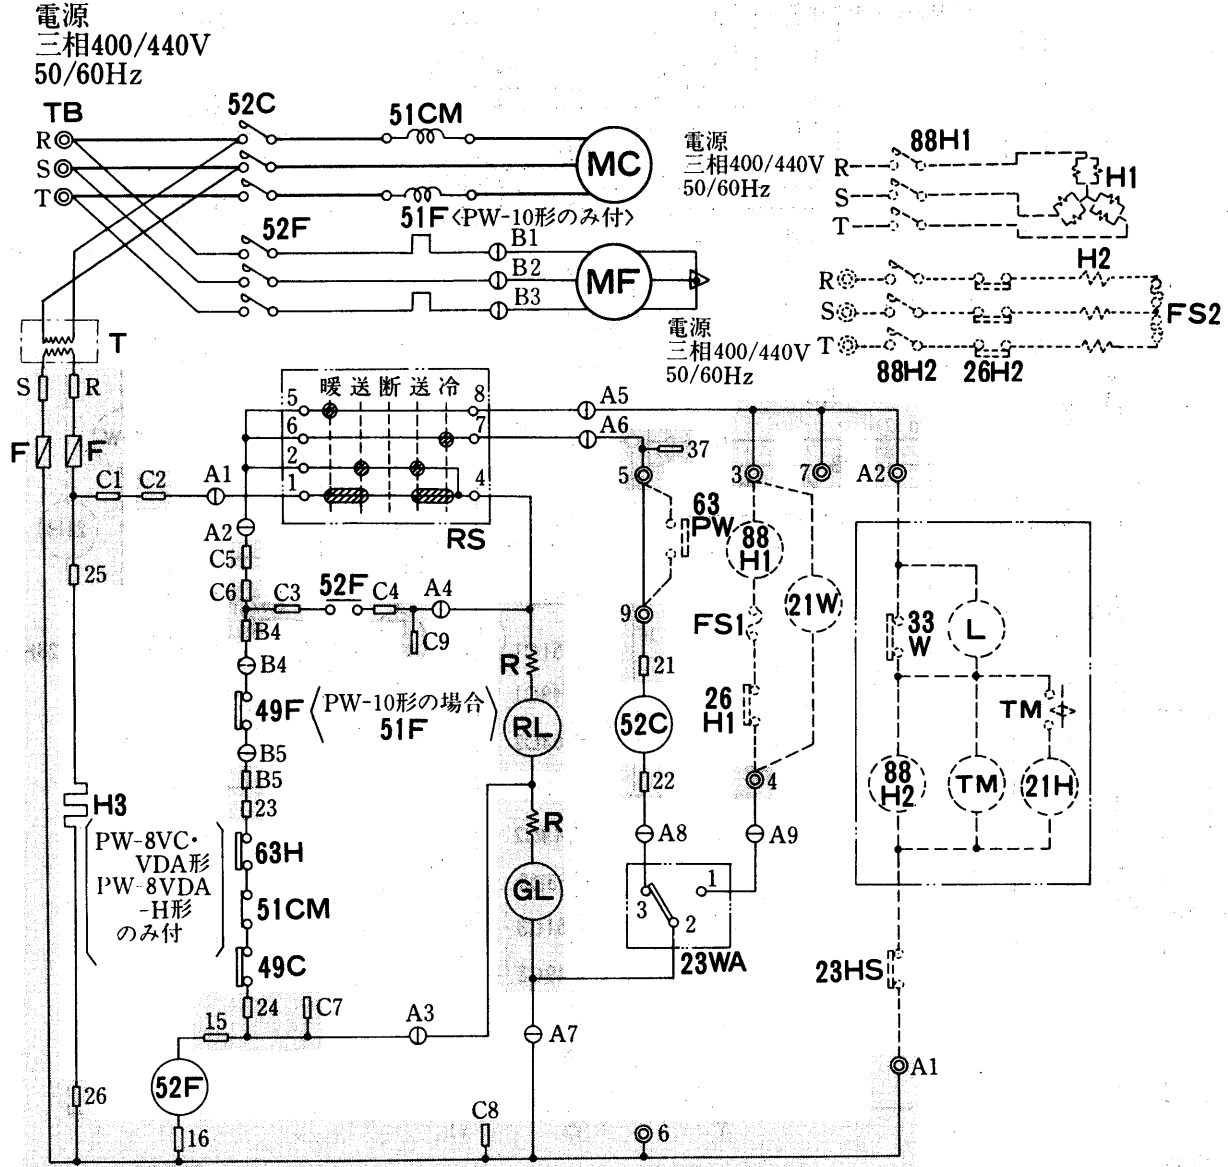 電源
三相400/440V
50/60Hz
TB
52C
51CM
R
S
T
MC
51F〈PW-10形のみ付〉
52F
B1
B2
B3
MF
電源
三相400/440V
50/60Hz
R
S
T
88H1
H1
電源
三相400/440V
50/60Hz
R
S
T
H2
FS2
88H2
26H2
T
S
R
F
F
暖 送 断 送 冷
5
6
2
1
8
7
4
RS
A5
A6
C1
C2
A1
A2
C5
C6
25
C3
52F
C4
A4
C9
B4
B4
49F
〈PW-10形の場合
51F〉
B5
B5
23
R
RL
R
GL
H3
PW-8VC・
VDA形
PW-8VDA
-H形
のみ付
63H
51CM
49C
24
C7
15
A3
52F
16
26
C8
A7
37
5
63
PW
9
21
52C
22
A8
3
88
H1
21W
FS1
26
H1
4
A9
3
1
2
23WA
7
A2
33
W
L
TM
88
H2
TM
21H
23HS
A1
6